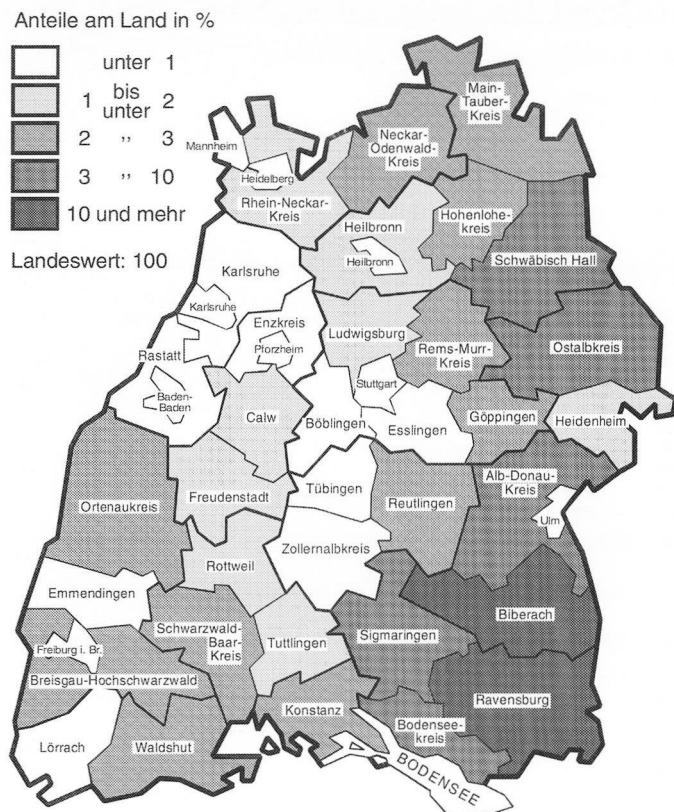 Anteile am Land in %
unter 1
1 bis unter 2
2 ,, 3
3 ,, 10
10 und mehr
Landeswert: 100
Main-
Tauber-
Kreis
Neckar-
Odenwald-
Kreis
Mannheim
Heidelberg
Rhein-Neckar-
Kreis
Heilbronn
Heilbronn
Hohenlohe-
kreis
Schwäbisch Hall
Karlsruhe
Karlsruhe
Enzkreis
Pforzheim
Ludwigsburg
Rems-Murr-
Kreis
Ostalbkreis
Rastatt
Baden-
Baden
Calw
Stuttgart
Böblingen
Esslingen
Göppingen
Heidenheim
Ortenaukreis
Freudenstadt
Tübingen
Reutlingen
Alb-Donau-
Kreis
Ulm
Rottweil
Zollernalbkreis
Emmendingen
Biberach
Freiburg i. Br.
Schwarzwald-
Baar-
Kreis
Tuttlingen
Sigmaringen
Breisgau-Hochschwarzwald
Konstanz
Ravensburg
Bodensee-
kreis
Lörrach
Waldshut
BODENSEE